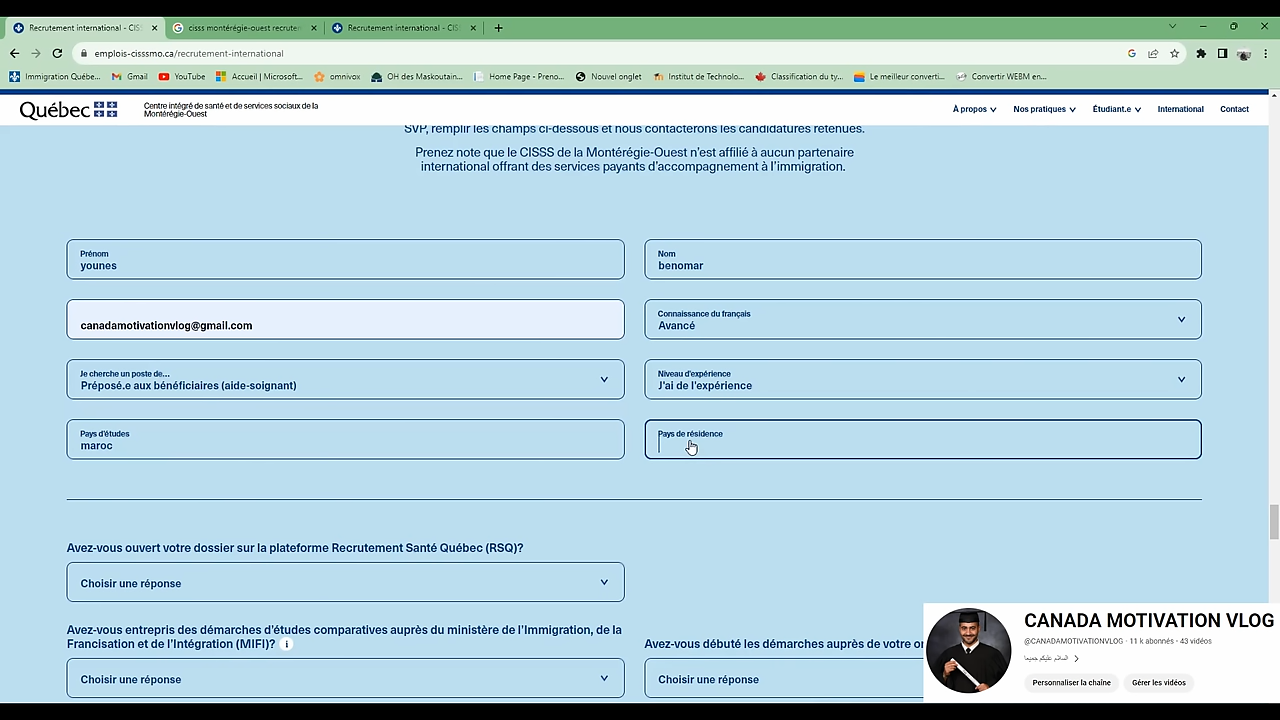 Recrutement international - CISS
cisss montérégie-ouest recrutem
Recrutement international - CISS
emplois-cisssmo.ca/recrutement-international
Immigration Québe...
Gmail
YouTube
Accueil | Microsoft...
omnivox
OH des Maskoutain...
Home Page - Preno...
Nouvel onglet
Institut de Technolo...
Classification du ty...
Le meilleur converti...
Convertir WEBM en...
Québec
Centre intégré de santé et de services sociaux de la
Montérégie-Ouest
À propos
Nos pratiques
Étudiant.e
International
Contact
SVP, remplir les champs ci-dessous et nous contacterons les candidatures retenues.
Prenez note que le CISSS de la Montérégie-Ouest n'est affilié à aucun partenaire
international offrant des services payants d'accompagnement à l'immigration.
Prénom
younes
Nom
benomar
canadamotivationvlog@gmail.com
Connaissance du français
Avancé
Je cherche un poste de...
Préposé.e aux bénéficiaires (aide-soignant)
Niveau d'expérience
J'ai de l'expérience
Pays d'études
maroc
Pays de résidence
Avez-vous ouvert votre dossier sur la plateforme Recrutement Santé Québec (RSQ)?
Choisir une réponse
Avez-vous entrepris des démarches d'études comparatives auprès du ministère de l'Immigration, de la
Francisation et de l'Intégration (MIFI)?
Choisir une réponse
Avez-vous débuté les démarches auprès de votre or
Choisir une réponse
CANADA MOTIVATION VLOG
@CANADAMOTIVATIONVLOG · 11 k abonnés · 43 vidéos
السلام عليكم جميعا
Personnaliser la chaîne
Gérer les vidéos